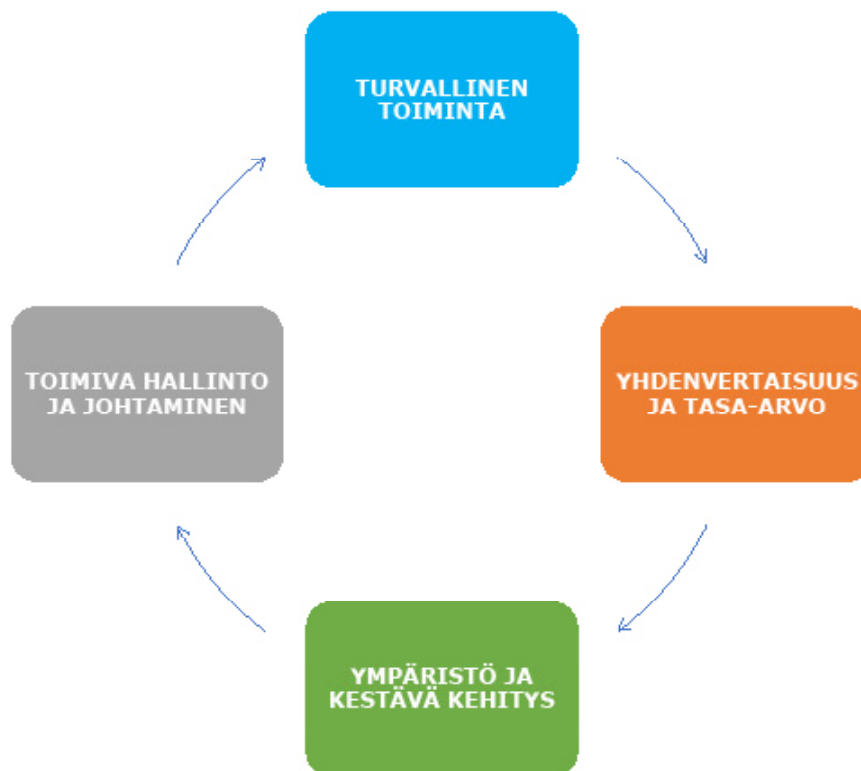 TURVALLINEN
TOIMINTA
TOIMIVA HALLINTO
JA JOHTAMINEN
YHDENVERTAISUUS
JA TASA-ARVO
YMPÄRISTÖ JA
KESTÄVÄ KEHITYS